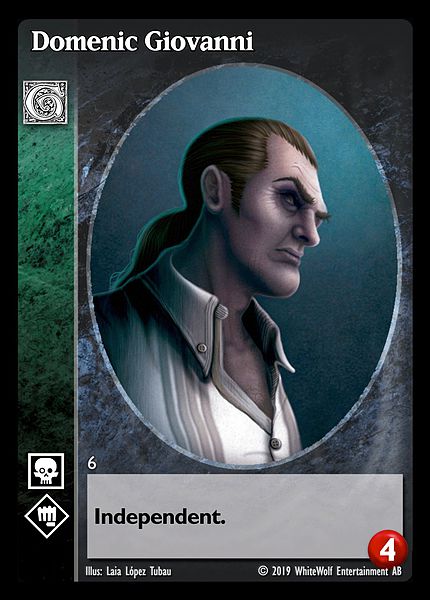 Domenic Giovanni
G
6
Independent.
4
Illus: Laia López Tubau © 2019 WhiteWolf Entertainment AB